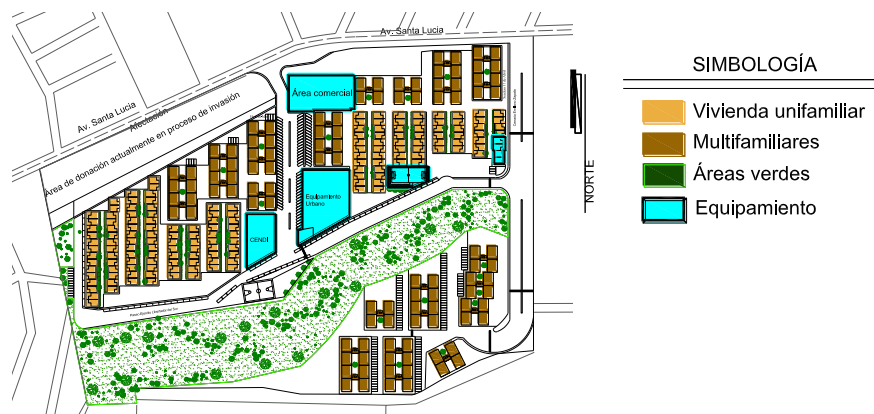 Av. Santa Lucia
Av. Santa Lucia
Afectación
Área de donación actualmente en proceso de invasión
Área comercial
Equipamiento
Urbano
CENDI
NORTE
SIMBOLOGÍA
Vivienda unifamiliar
Multifamiliares
Áreas verdes
Equipamiento